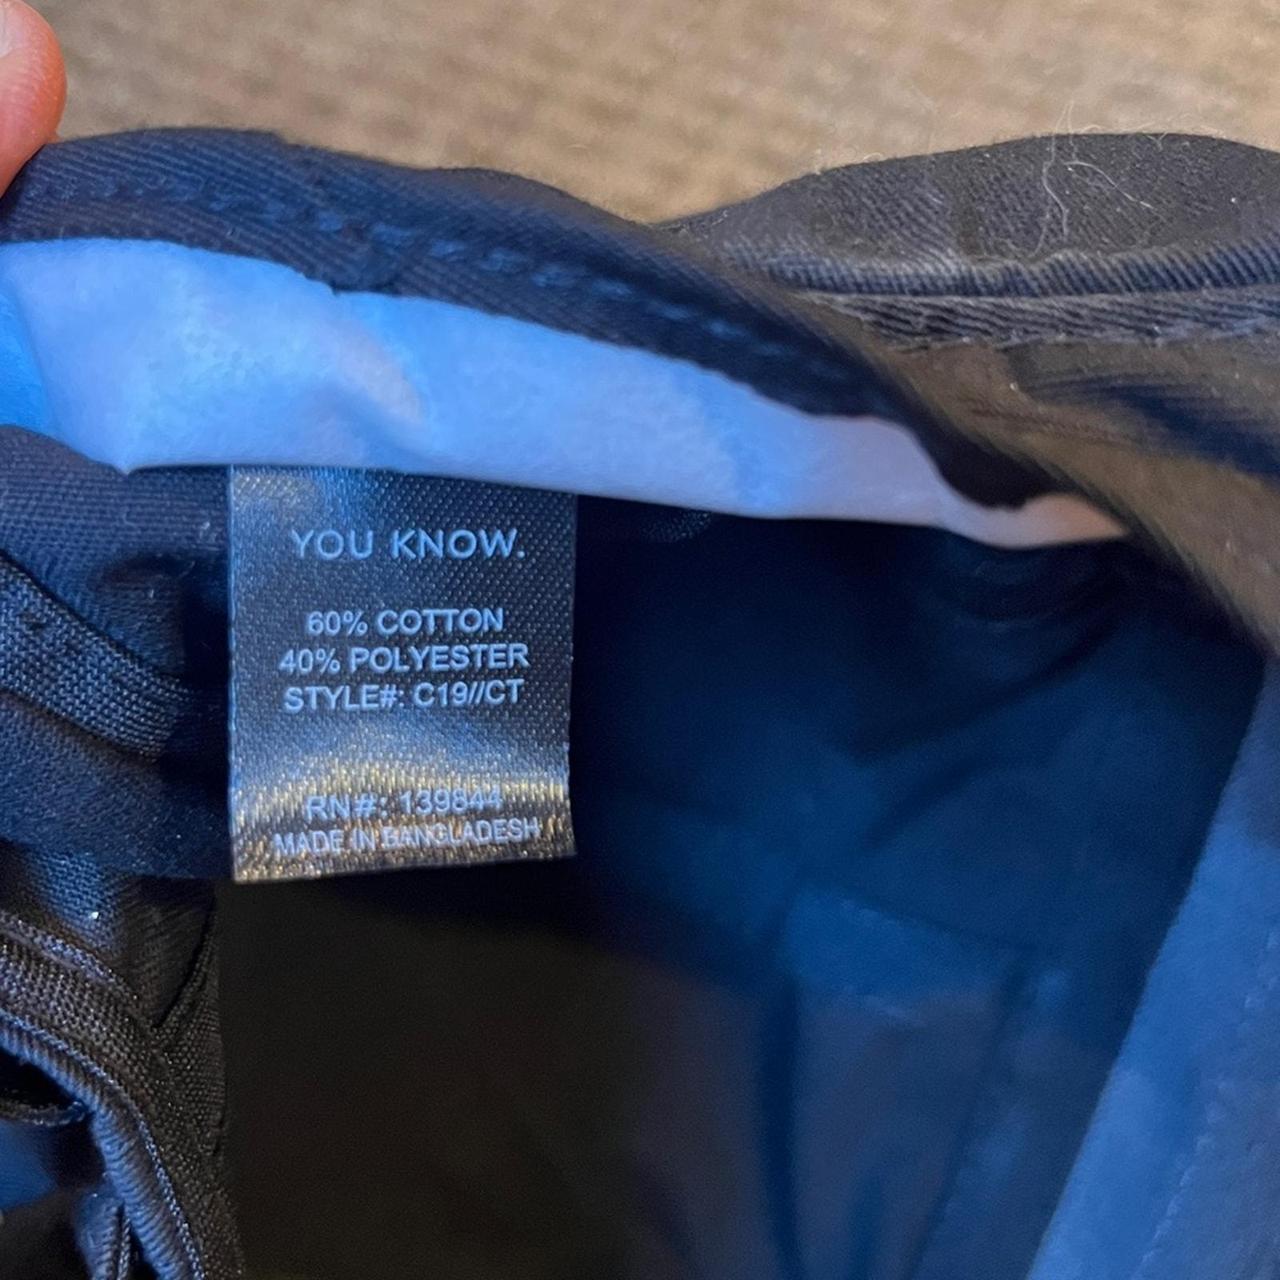 YOU KNOW.
60% COTTON
40% POLYESTER
STYLE#: C19//CT
RN#: 139844
MADE IN BANGLADESH